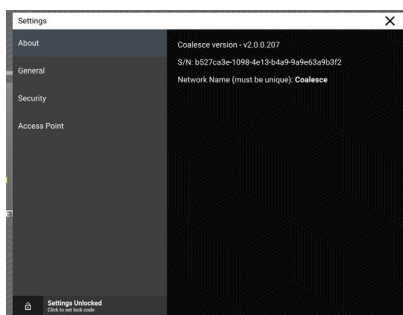 Settings
About
General
Security
Access Point
Coalesce version - v2.0.0.207
S/N: b527ca3e-1098-4e13-b4a9-9a9e63a9b3f2
Network Name (must be unique): Coalesce
Settings Unlocked
Click to set lock code